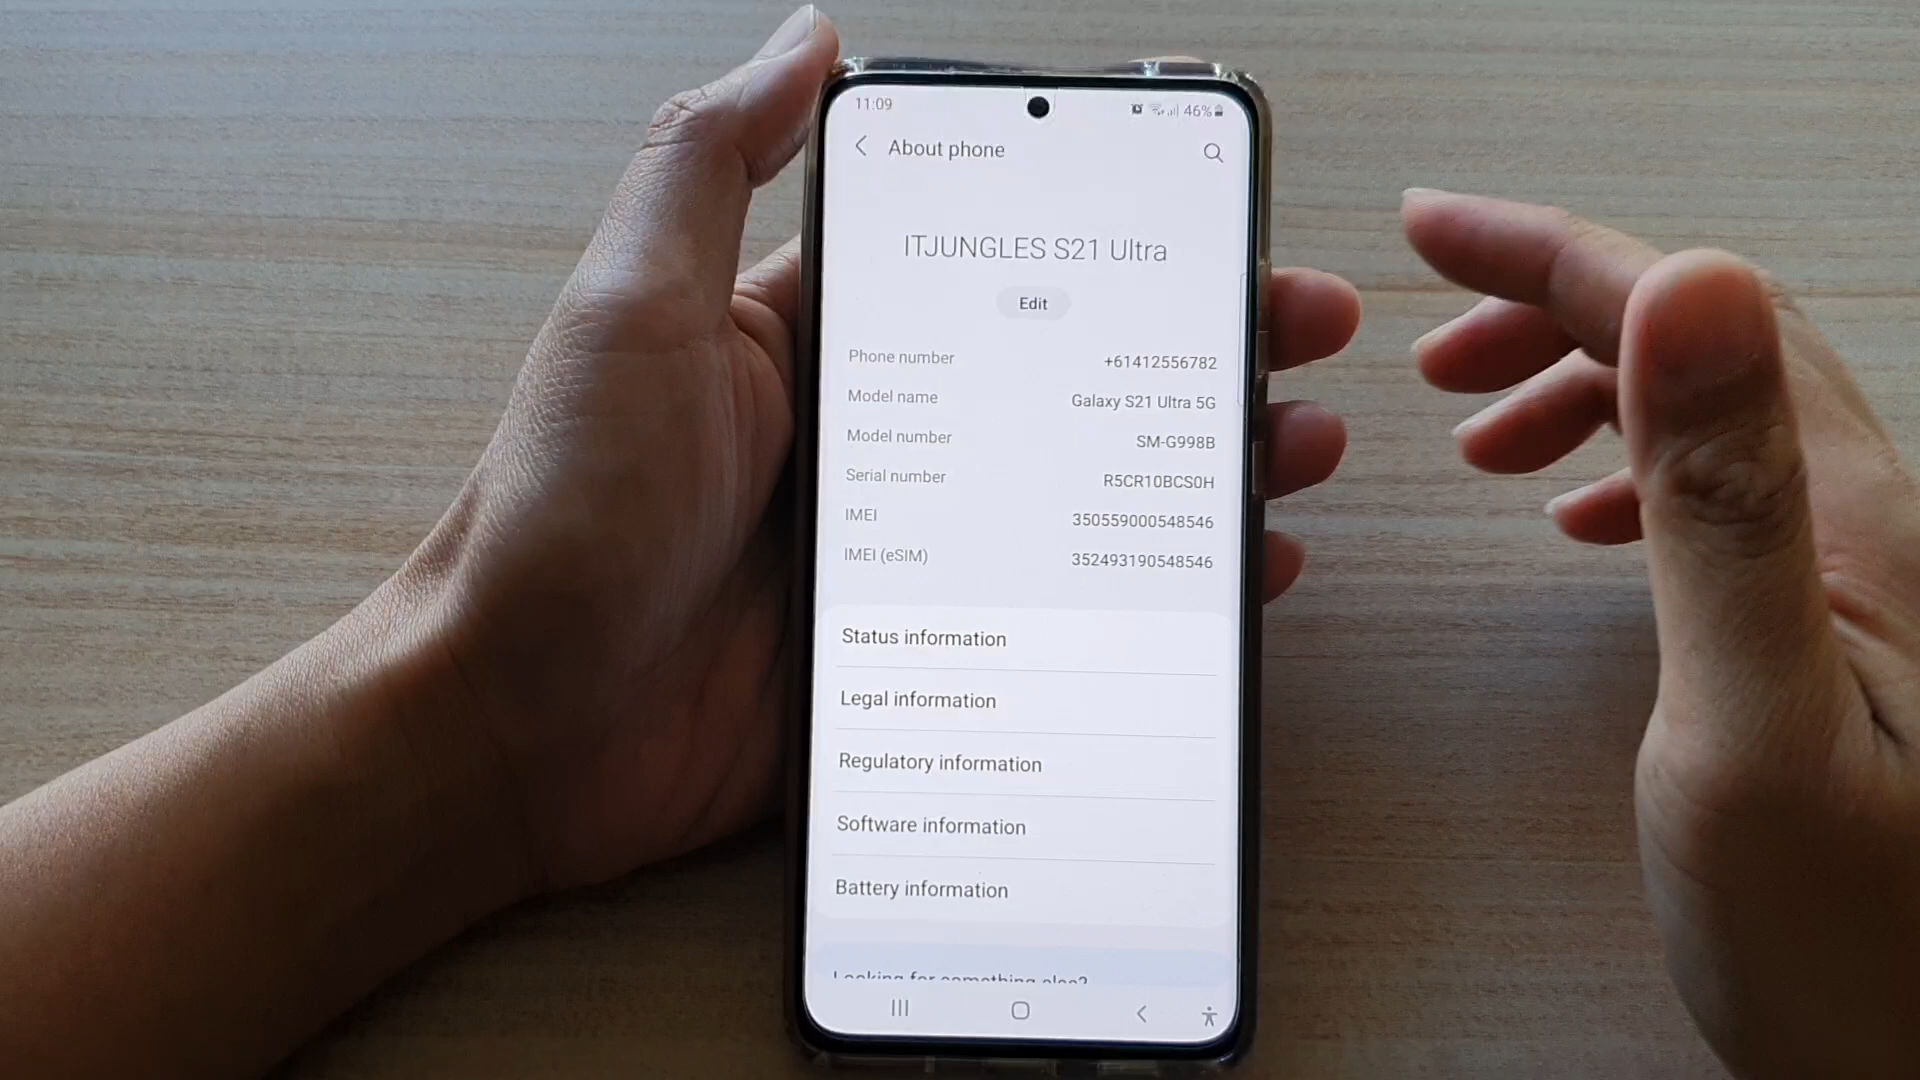 11:09
46%
About phone
ITJUNGLES S21 Ultra
Edit
Phone number +61412556782
Model name Galaxy S21 Ultra 5G
Model number SM-G998B
Serial number R5CR10BCS0H
IMEI 350559000548546
IMEI (eSIM) 352493190548546
Status information
Legal information
Regulatory information
Software information
Battery information
Looking for something else?